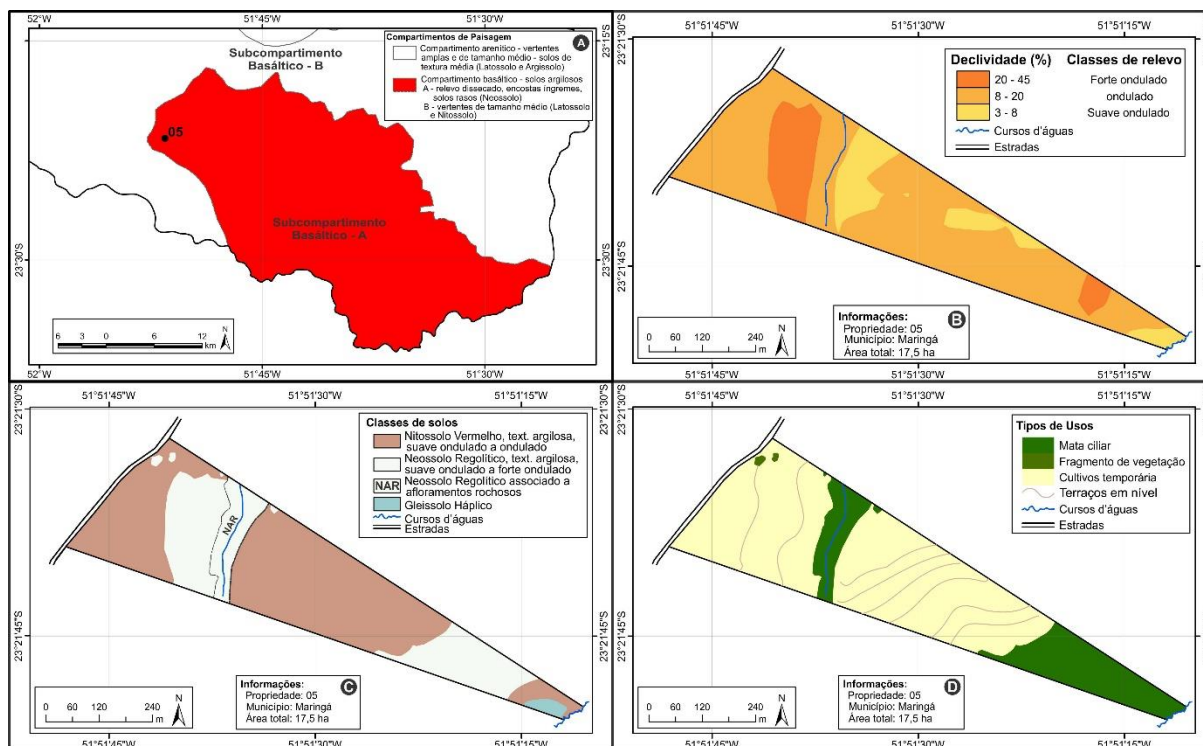 52°W
51°45'W
51°30'W
23°15'S
23°30'S
Subcompartimento
Basáltico - B
Compartimentos de Paisagem
A
Compartimento arenítico - vertentes
amplas e de tamanho médio - solos de
textura média (Latossolo e Argissolo)
Compartimento basáltico - solos argilosos
A - relevo dissecado, encostas íngremes,
solos rasos (Neossolo)
B - vertentes de tamanho médio (Latossolo
e Nitossolo)
05
Subcompartimento
Basáltico - A
6 3 0 6 12
km
N
52°W
51°45'W
51°30'W
23°30'S
51°51'45"W
51°51'30"W
51°51'15"W
23°21'30"S
23°21'45"S
Declividade (%) Classes de relevo
20 - 45 Forte ondulado
8 - 20 ondulado
3 - 8 Suave ondulado
Cursos d'águas
Estradas
0 60 120 240
m
N
Informações:
Propriedade: 05
Município: Maringá
Área total: 17,5 ha
B
51°51'45"W
51°51'30"W
51°51'15"W
51°51'45"W
51°51'30"W
51°51'15"W
23°21'30"S
23°21'45"S
Classes de solos
Nitossolo Vermelho, text. argilosa,
suave ondulado a ondulado
Neossolo Regolítico, text. argilosa,
suave ondulado a forte ondulado
NAR
Neossolo Regolítico associado a
afloramentos rochosos
Gleissolo Háplico
Cursos d'águas
Estradas
NAR
0 60 120 240
m
N
Informações:
Propriedade: 05
Município: Maringá
Área total: 17,5 ha
C
51°51'45"W
51°51'30"W
51°51'15"W
51°51'45"W
51°51'30"W
51°51'15"W
23°21'30"S
23°21'45"S
Tipos de Usos
Mata ciliar
Fragmento de vegetação
Cultivos temporária
Terraços em nível
Cursos d'águas
Estradas
0 60 120 240
m
N
Informações:
Propriedade: 05
Município: Maringá
Área total: 17,5 ha
D
51°51'45"W
51°51'30"W
51°51'15"W